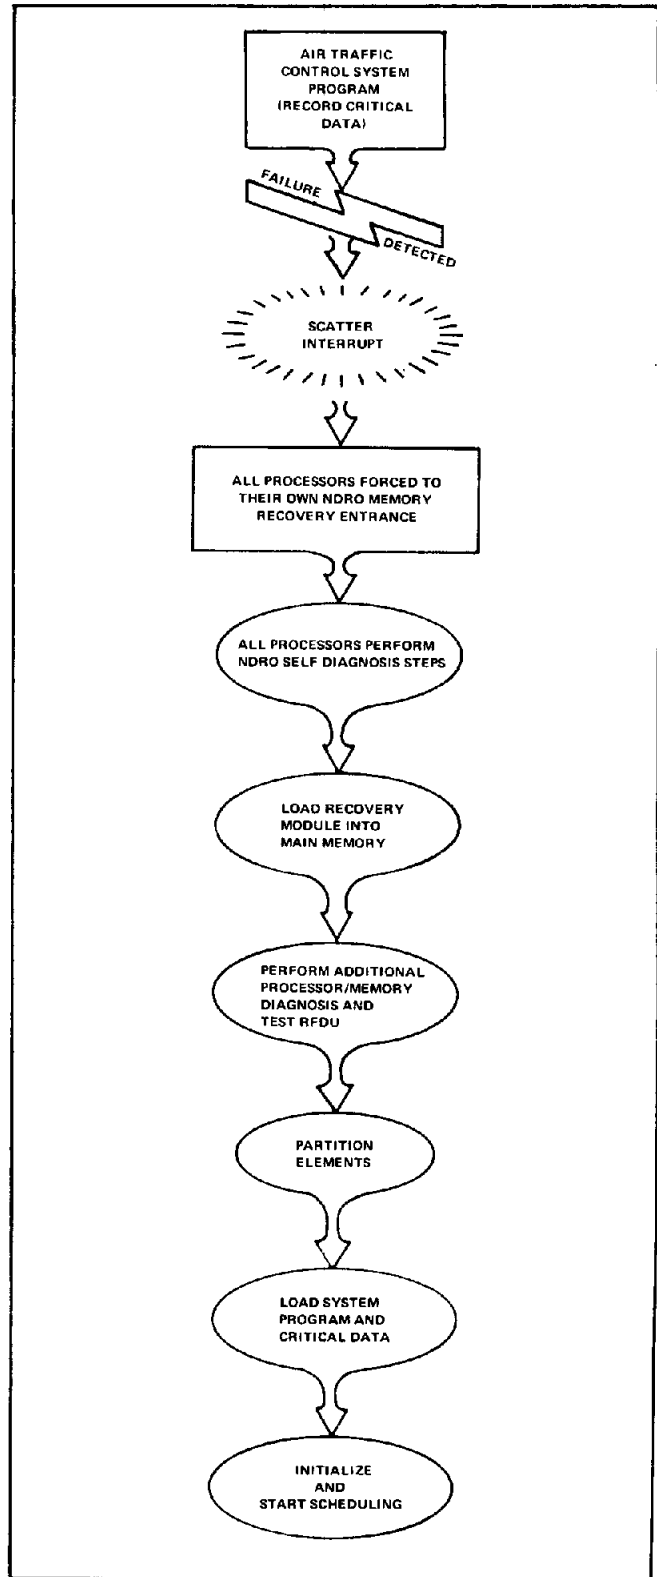 AIR TRAFFIC
CONTROL SYSTEM
PROGRAM
(RECORD CRITICAL
DATA)
FAILURE
DETECTED
SCATTER
INTERRUPT
ALL PROCESSORS FORCED TO
THEIR OWN NDRO MEMORY
RECOVERY ENTRANCE
ALL PROCESSORS PERFORM
NDRO SELF DIAGNOSIS STEPS
LOAD RECOVERY
MODULE INTO
MAIN MEMORY
PERFORM ADDITIONAL
PROCESSOR/MEMORY
DIAGNOSIS AND
TEST RFDU
PARTITION
ELEMENTS
LOAD SYSTEM
PROGRAM AND
CRITICAL DATA
INITIALIZE
AND
START SCHEDULING